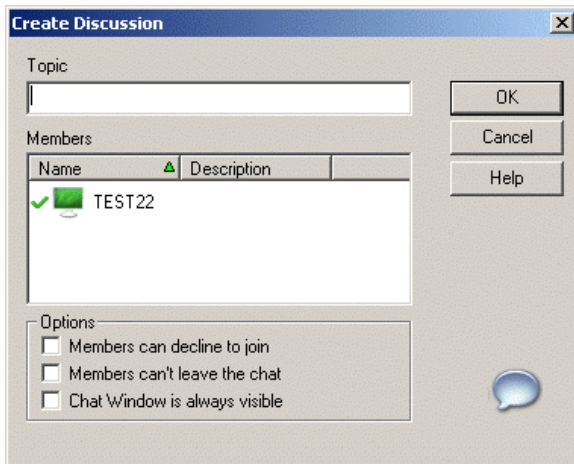 Create Discussion
Topic
OK
Cancel
Members
Name Description
Help
TEST22
Options
Members can decline to join
Members can't leave the chat
Chat Window is always visible